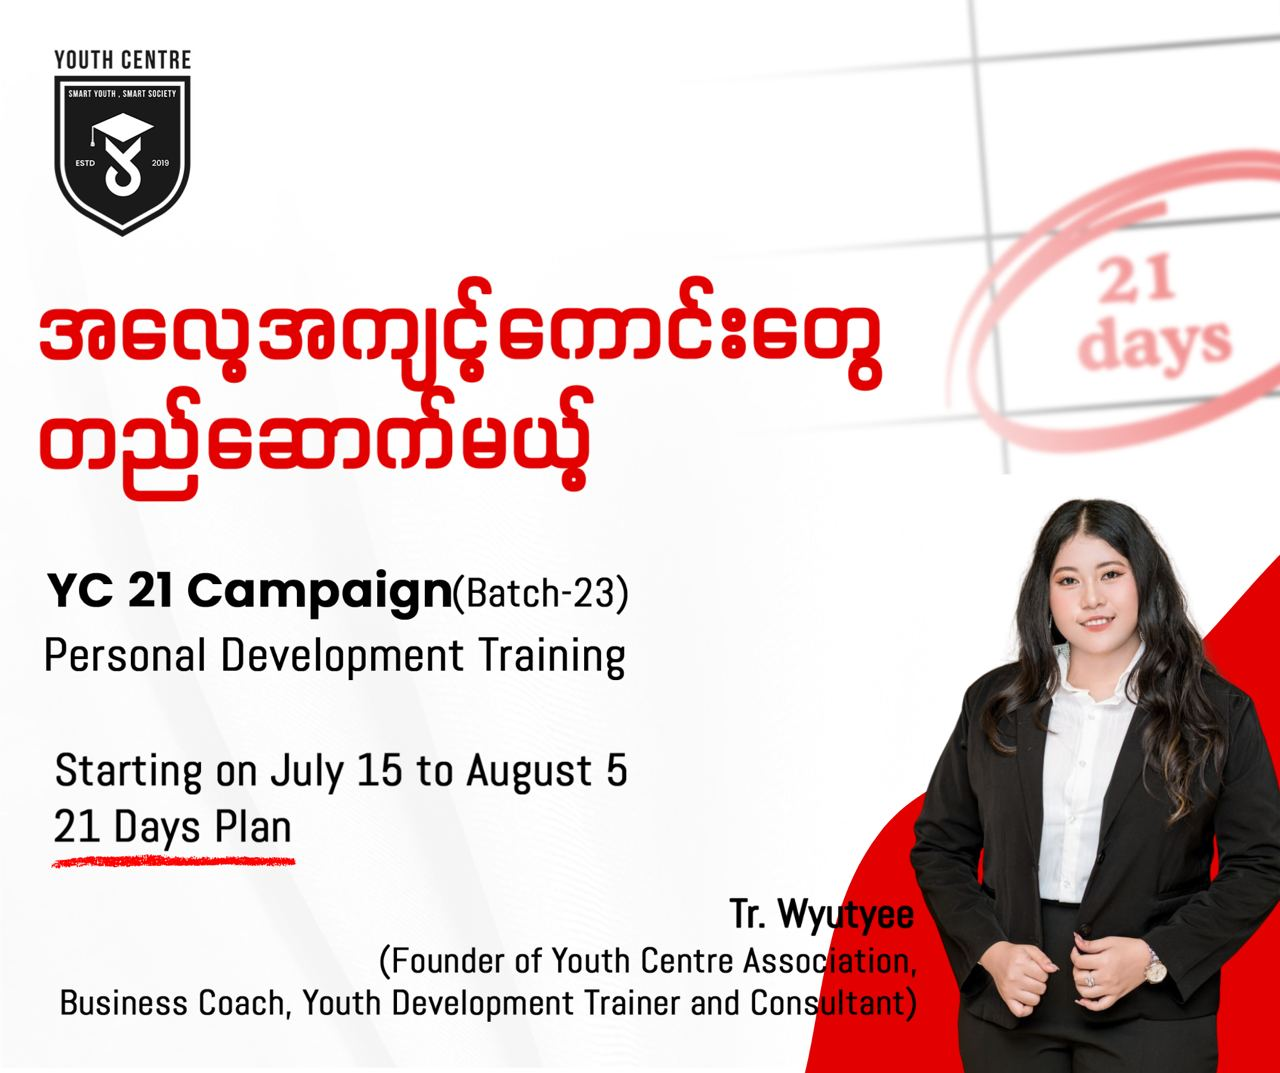 YOUTH CENTRE
SMART YOUTH , SMART SOCIETY
ESTD 2019
21
days
အလေ့အကျင့်ကောင်းတွေ
တည်ဆောက်မယ့်
YC 21 Campaign(Batch-23)
Personal Development Training
Starting on July 15 to August 5
21 Days Plan
Tr. Wyutyee
(Founder of Youth Centre Association,
Business Coach, Youth Development Trainer and Consultant)